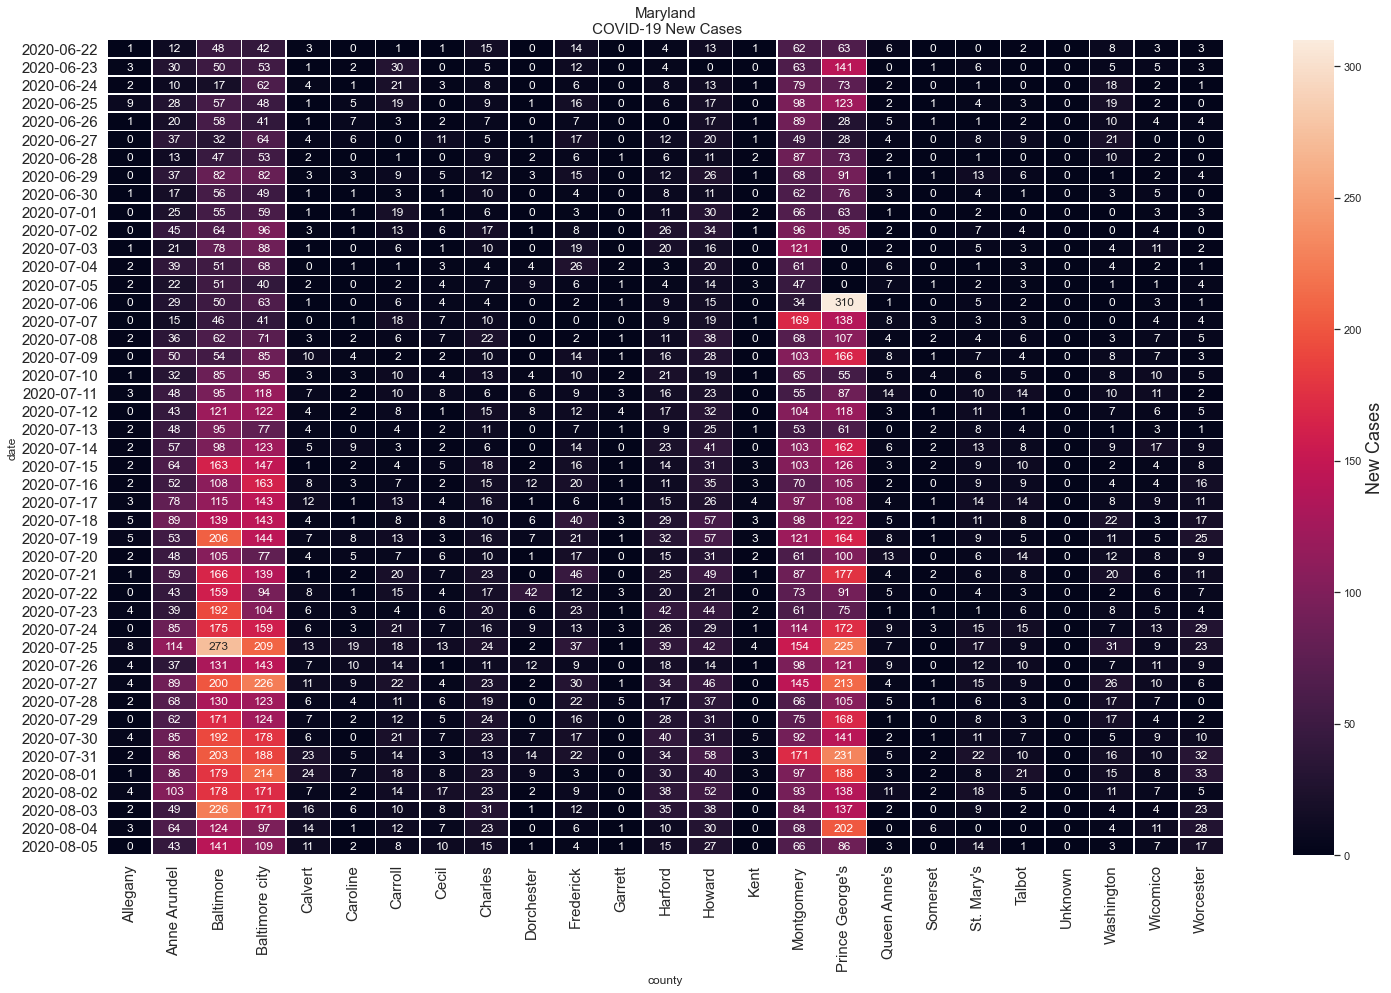 Maryland
COVID-19 New Cases
2020-06-22 1 12 48 42 3 0 1 1 15 0 14 0 4 13 1 62 63 6 0 0 2 0 8 3 3
2020-06-23 3 30 50 53 1 2 30 0 5 0 12 0 4 0 0 63 141 0 1 6 0 0 5 5 3
2020-06-24 2 10 17 62 4 1 21 3 8 0 6 0 8 13 1 79 73 2 0 1 0 0 18 2 1
2020-06-25 9 28 57 48 1 5 19 0 9 1 16 0 6 17 0 98 123 2 1 4 3 0 19 2 0
2020-06-26 1 20 58 41 1 7 3 2 7 0 7 0 0 17 1 89 28 5 1 1 2 0 10 4 4
2020-06-27 0 37 32 64 4 6 0 11 5 1 17 0 12 20 1 49 28 4 0 8 9 0 21 0 0
2020-06-28 0 13 47 53 2 0 1 0 9 2 6 1 6 11 2 87 73 2 0 1 0 0 10 2 0
2020-06-29 0 37 82 82 3 3 9 5 12 3 15 0 12 26 1 68 91 1 1 13 6 0 1 2 4
2020-06-30 1 17 56 49 1 1 3 1 10 0 4 0 8 11 0 62 76 3 0 4 1 0 3 5 0
2020-07-01 0 25 55 59 1 1 19 1 6 0 3 0 11 30 2 66 63 1 0 2 0 0 0 3 3
2020-07-02 0 45 64 96 3 1 13 6 17 1 8 0 26 34 1 96 95 2 0 7 4 0 0 4 0
2020-07-03 1 21 78 88 1 0 6 1 10 0 19 0 20 16 0 121 0 2 0 5 3 0 4 11 2
2020-07-04 2 39 51 68 0 1 1 3 4 4 26 2 3 20 0 61 0 6 0 1 3 0 4 2 1
2020-07-05 2 22 51 40 2 0 2 4 7 9 6 1 4 14 3 47 0 7 1 2 3 0 1 1 4
2020-07-06 0 29 50 63 1 0 6 4 4 0 2 1 9 15 0 34 310 1 0 5 2 0 0 3 1
2020-07-07 0 15 46 41 0 1 18 7 10 0 0 0 9 19 1 169 138 8 3 3 3 0 0 4 4
2020-07-08 2 36 62 71 3 2 6 7 22 0 2 1 11 38 0 68 107 4 2 4 6 0 3 7 5
2020-07-09 0 50 54 85 10 4 2 2 10 0 14 1 16 28 0 103 166 8 1 7 4 0 8 7 3
2020-07-10 1 32 85 95 3 3 10 4 13 4 10 2 21 19 1 65 55 5 4 6 5 0 8 10 5
2020-07-11 3 48 95 118 7 2 10 8 6 6 9 3 16 23 0 55 87 14 0 10 14 0 10 11 2
2020-07-12 0 43 121 122 4 2 8 1 15 8 12 4 17 32 0 104 118 3 1 11 1 0 7 6 5
2020-07-13 2 48 95 77 4 0 4 2 11 0 7 1 9 25 1 53 61 0 2 8 4 0 1 3 1
2020-07-14 2 57 98 123 5 9 3 2 6 0 14 0 23 41 0 103 162 6 2 13 8 0 9 17 9
2020-07-15 2 64 163 147 1 2 4 5 18 2 16 1 14 31 3 103 126 3 2 9 10 0 2 4 8
2020-07-16 2 52 108 163 8 3 7 2 15 12 20 1 11 35 3 70 105 2 0 9 9 0 4 4 16
2020-07-17 3 78 115 143 12 1 13 4 16 1 6 1 15 26 4 97 108 4 1 14 14 0 8 9 11
2020-07-18 5 89 139 143 4 1 8 8 10 6 40 3 29 57 3 98 122 5 1 11 8 0 22 3 17
2020-07-19 5 53 206 144 7 8 13 3 16 7 21 1 32 57 3 121 164 8 1 9 5 0 11 5 25
2020-07-20 2 48 105 77 4 5 7 6 10 1 17 0 15 31 2 61 100 13 0 6 14 0 12 8 9
2020-07-21 1 59 166 139 1 2 20 7 23 0 46 0 25 49 1 87 177 4 2 6 8 0 20 6 11
2020-07-22 0 43 159 94 8 1 15 4 17 42 12 3 20 21 0 73 91 5 0 4 3 0 2 6 7
2020-07-23 4 39 192 104 6 3 4 6 20 6 23 1 42 44 2 61 75 1 1 1 6 0 8 5 4
2020-07-24 0 85 175 159 6 3 21 7 16 9 13 3 26 29 1 114 172 9 3 15 15 0 7 13 29
2020-07-25 8 114 273 209 13 19 18 13 24 2 37 1 39 42 4 154 225 7 0 17 9 0 31 9 23
2020-07-26 4 37 131 143 7 10 14 1 11 12 9 0 18 14 1 98 121 9 0 12 10 0 7 11 9
2020-07-27 4 89 200 226 11 9 22 4 23 2 30 1 34 46 0 145 213 4 1 15 9 0 26 10 6
2020-07-28 2 68 130 123 6 4 11 6 19 0 22 5 17 37 0 66 105 5 1 6 3 0 17 7 0
2020-07-29 0 62 171 124 7 2 12 5 24 0 16 0 28 31 0 75 168 1 0 8 3 0 17 4 2
2020-07-30 4 85 192 178 6 0 21 7 23 7 17 0 40 31 5 92 141 2 1 11 7 0 5 9 10
2020-07-31 2 86 203 188 23 5 14 3 13 14 22 0 34 58 3 171 231 5 2 22 10 0 16 10 32
2020-08-01 1 86 179 214 24 7 18 8 23 9 3 0 30 40 3 97 188 3 2 8 21 0 15 8 33
2020-08-02 4 103 178 171 7 2 14 17 23 2 9 0 38 52 0 93 138 11 2 18 5 0 11 7 5
2020-08-03 2 49 226 171 16 6 10 8 31 1 12 0 35 38 0 84 137 2 0 9 2 0 4 4 23
2020-08-04 3 64 124 97 14 1 12 7 23 0 6 1 10 30 0 68 202 0 6 0 0 0 4 11 28
2020-08-05 0 43 141 109 11 2 8 10 15 1 4 1 15 27 0 66 86 3 0 14 1 0 3 7 17
date
Allegany
Anne Arundel
Baltimore
Baltimore city
Calvert
Caroline
Carroll
Cecil
Charles
Dorchester
Frederick
Garrett
Harford
Howard
Kent
Montgomery
Prince George's
Queen Anne's
Somerset
St. Mary's
Talbot
Unknown
Washington
Wicomico
Worcester
county
300
250
200
150
100
50
0
New Cases